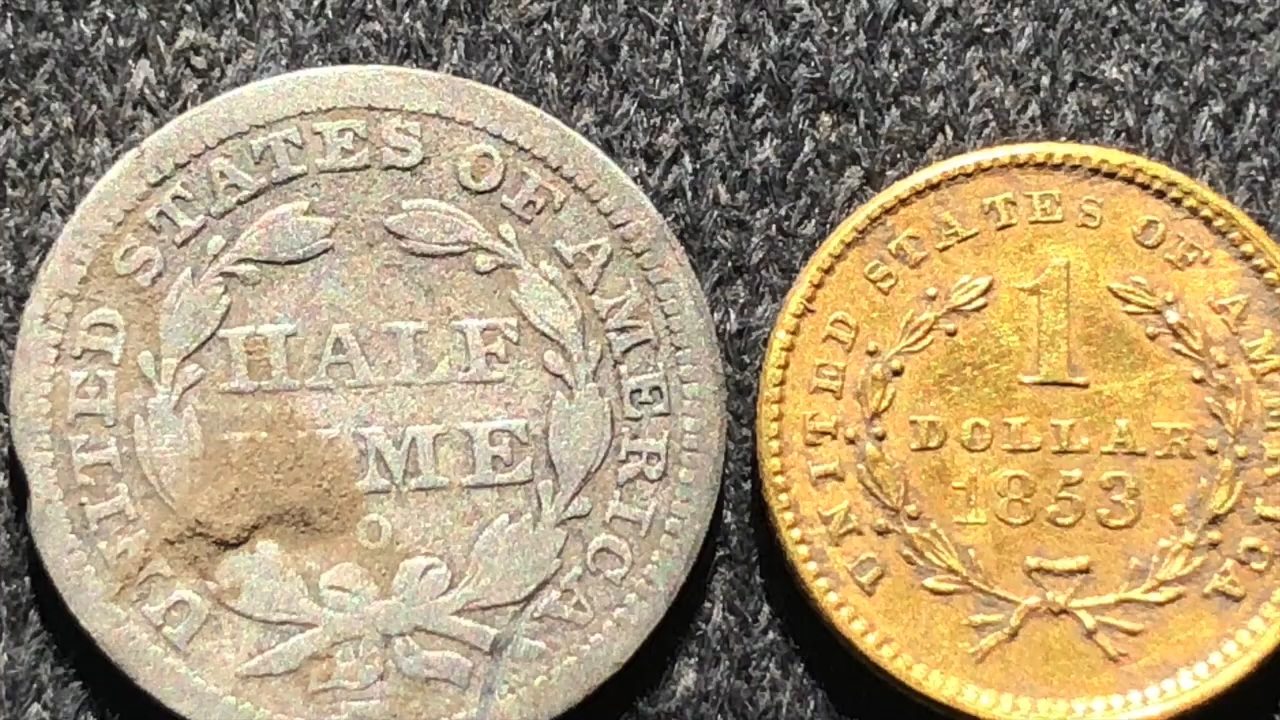 UNITED STATES OF AMERICA
HALF
ME
O
UNITED STATES OF AMERICA
1
DOLLAR.
1853